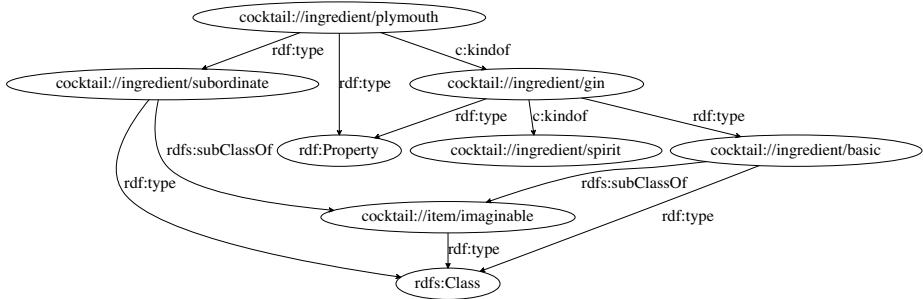 cocktail://ingredient/plymouth
rdf:type
rdf:type
c:kindof
cocktail://ingredient/subordinate
cocktail://ingredient/gin
rdf:type
c:kindof
rdf:type
rdfs:subClassOf
rdf:Property
cocktail://ingredient/spirit
cocktail://ingredient/basic
rdf:type
rdfs:subClassOf
cocktail://item/imaginable
rdf:type
rdf:type
rdfs:Class